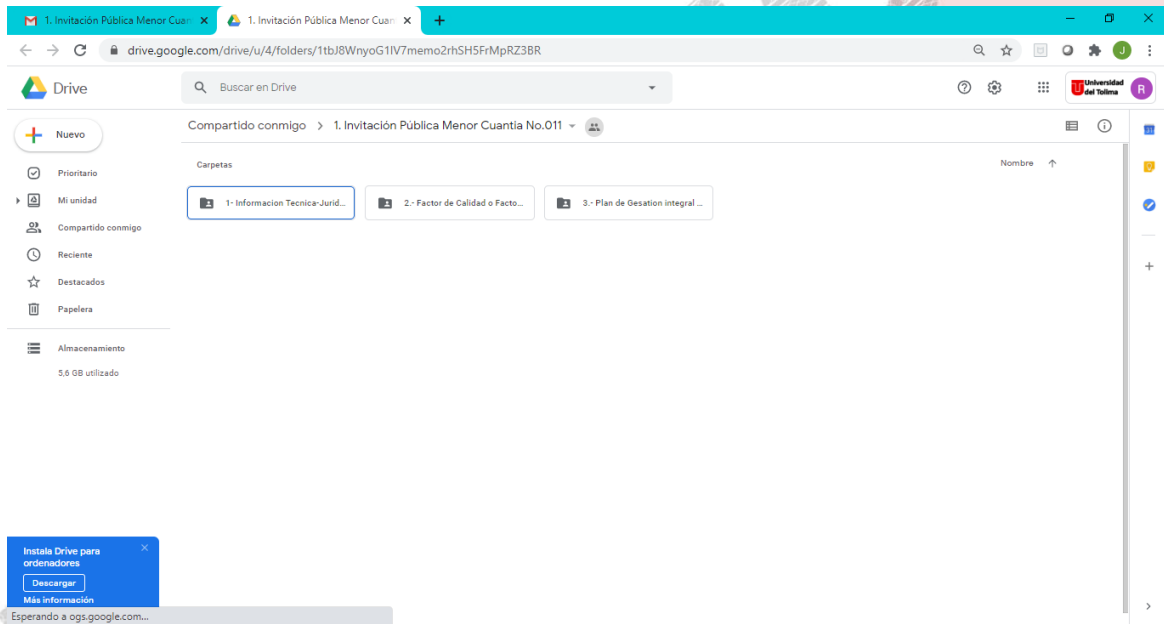 1. Invitación Pública Menor Cuan
1. Invitación Pública Menor Cuan
drive.google.com/drive/u/4/folders/1tbJ8WnyoG1IV7memo2rhSH5FrMpRZ3BR
J
Drive
Buscar en Drive
Universidad del Tolima
R
Nuevo
Compartido conmigo > 1. Invitación Pública Menor Cuantia No.011
Carpetas
Nombre
Prioritario
Mi unidad
Compartido conmigo
Reciente
Destacados
Papelera
Almacenamiento
5,6 GB utilizado
1- Informacion Tecnica-Jurid...
2.- Factor de Calidad o Facto...
3.- Plan de Gesation integral ...
31
Instala Drive para
ordenadores
Descargar
Más información
Esperando a ogs.google.com...